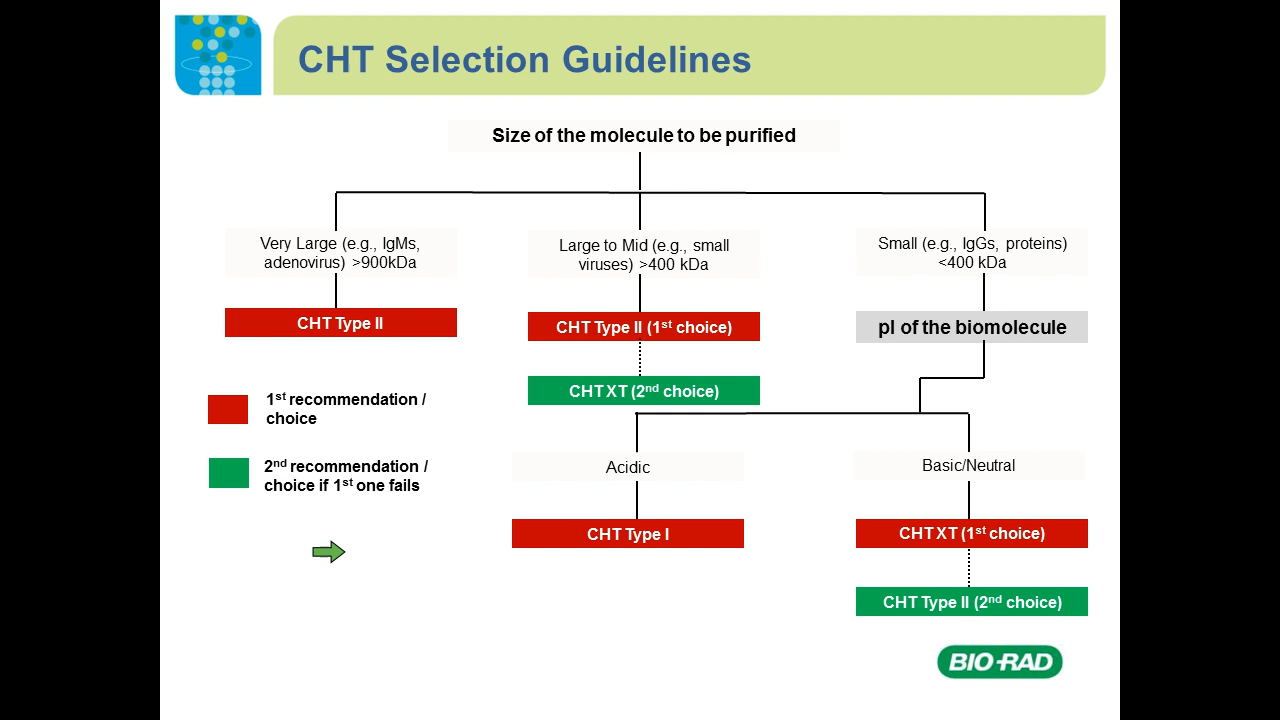 CHT Selection Guidelines
Size of the molecule to be purified
Very Large (e.g., IgMs,
adenovirus) >900kDa
Large to Mid (e.g., small
viruses) >400 kDa
Small (e.g., IgGs, proteins)
<400 kDa
CHT Type II
CHT Type II (1st choice)
pI of the biomolecule
CHT XT (2nd choice)
1st recommendation /
choice
2nd recommendation /
choice if 1st one fails
Acidic
Basic/Neutral
CHT Type I
CHT XT (1st choice)
CHT Type II (2nd choice)
BIO-RAD